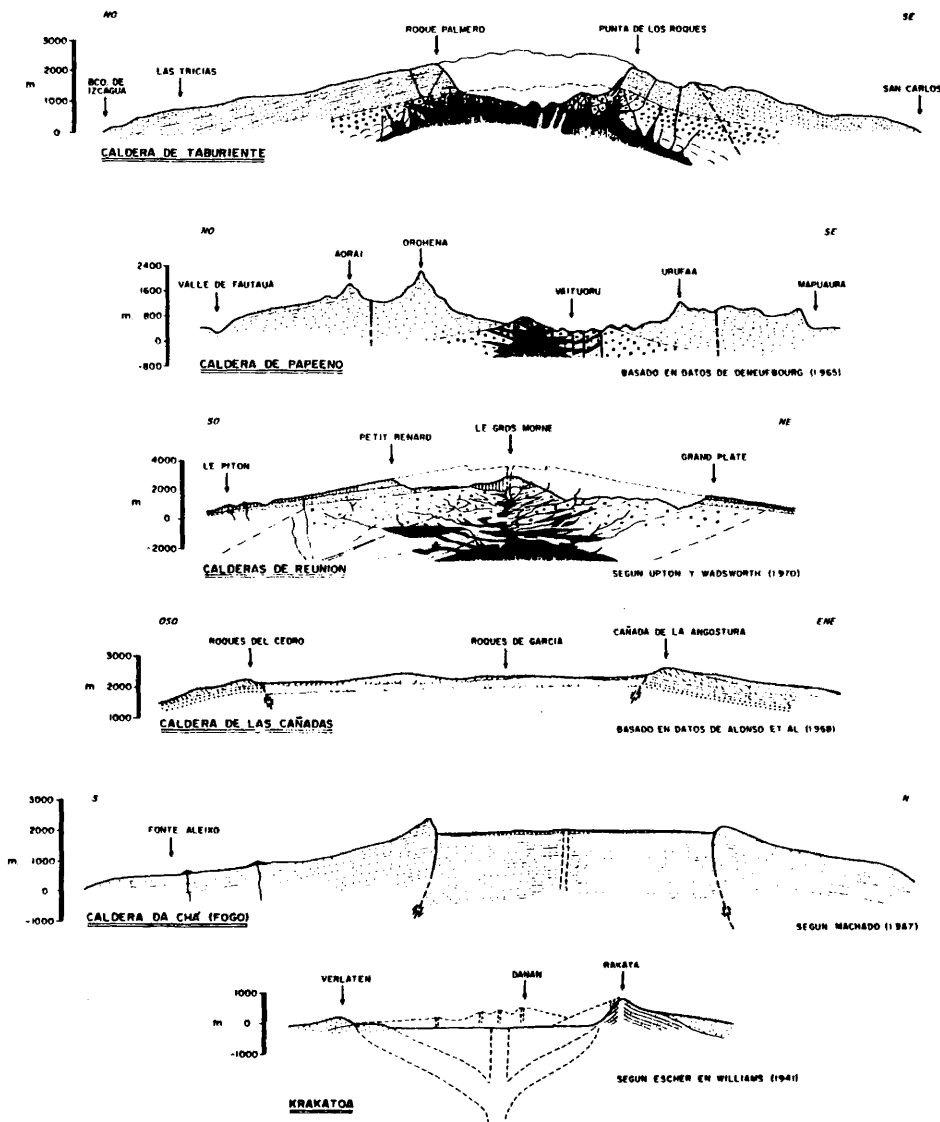 NO
SE
ROQUE PALMERO
PUNTA DE LOS ROQUES
3000
2000
m
1000
0
BCO. DE
IZCAGUA
LAS TRICIAS
SAN CARLOS
CALDERA DE TABURIENTE
NO
SE
OROHENA
AORAI
URUFAA
2400
1600
m
800
0
-800
VALLE DE FAUTAUA
VAITUORU
MAPUAURA
CALDERA DE PAPEENO
BASADO EN DATOS DE DENEUFBOURG (1965)
SO
NE
LE GROS MORNE
PETIT RENARD
GRAND PLATE
4000
2000
m
0
-2000
LE PITON
CALDERAS DE REUNION
SEGUN UPTON Y WADSWORTH (1970)
OSO
ENE
ROQUES DEL CEDRO
ROQUES DE GARCIA
CAÑADA DE LA ANGOSTURA
3000
m
2000
1000
CALDERA DE LAS CAÑADAS
BASADO EN DATOS DE ALONSO ET AL (1968)
S
N
3000
2000
m
1000
0
-1000
FONTE ALEIXO
CALDERA DA CHÁ (FOGO)
SEGUN MACHADO (1987)
VERLATEN
DANAN
RAKATA
1000
m
0
-1000
SEGUN ESCHER EN WILLIAMS (1941)
KRAKATOA